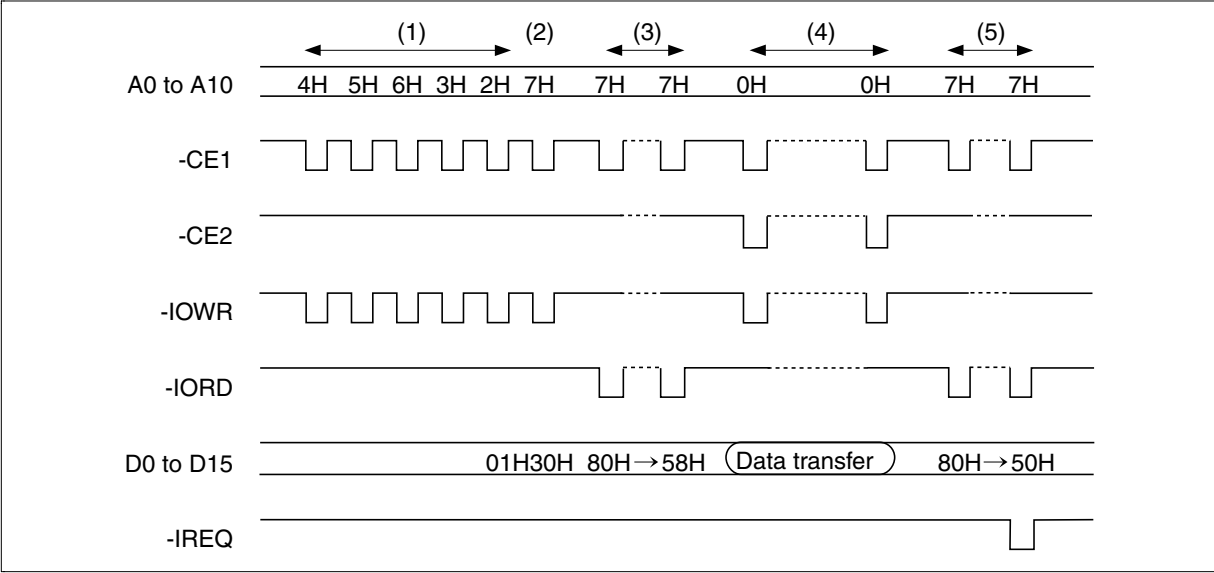 (1) (2) (3) (4) (5)
A0 to A10 4H 5H 6H 3H 2H 7H 7H 7H 0H 0H 7H 7H
-CE1
-CE2
-IOWR
-IORD
D0 to D15 01H30H 80H→58H Data transfer 80H→50H
-IREQ